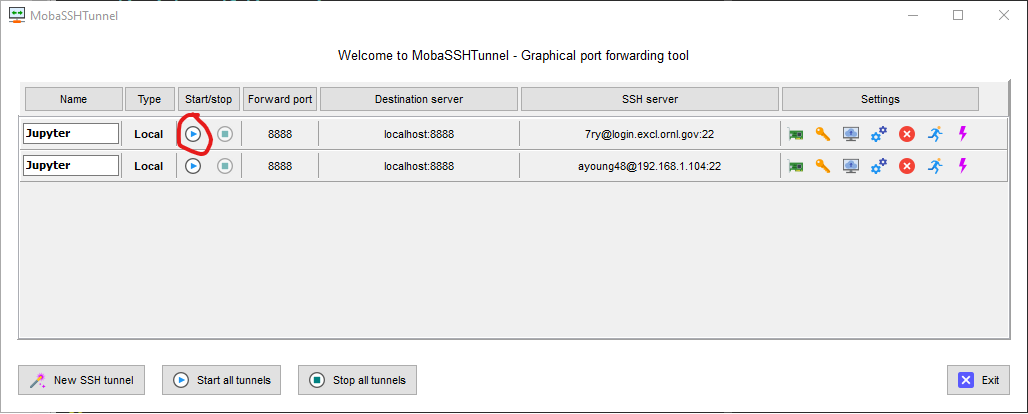 MobaSSHTunnel
Welcome to MobaSSHTunnel - Graphical port forwarding tool
Name Type Start/stop Forward port Destination server SSH server Settings
Jupyter Local 8888 localhost:8888 7ry@login.excl.ornl.gov:22
Jupyter Local 8888 localhost:8888 ayoung48@192.168.1.104:22
New SSH tunnel Start all tunnels Stop all tunnels Exit